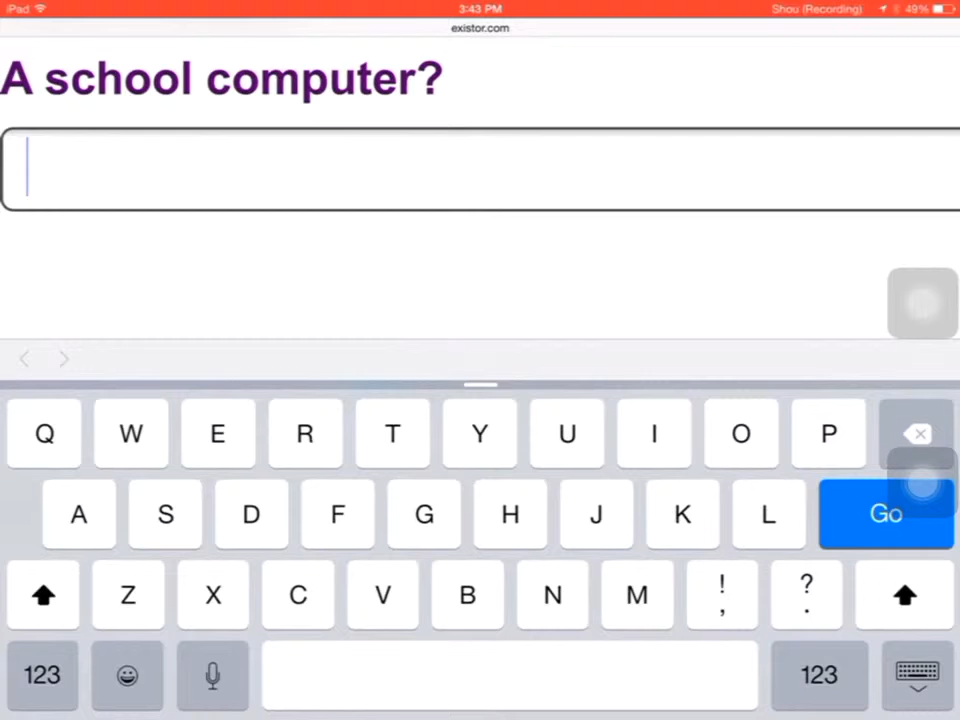 iPad 3:43 PM Shou (Recording) 49%
existor.com
A school computer?
Q W E R T Y U I O P
A S D F G H J K L Go
Z X C V B N M ! , ? .
123 123